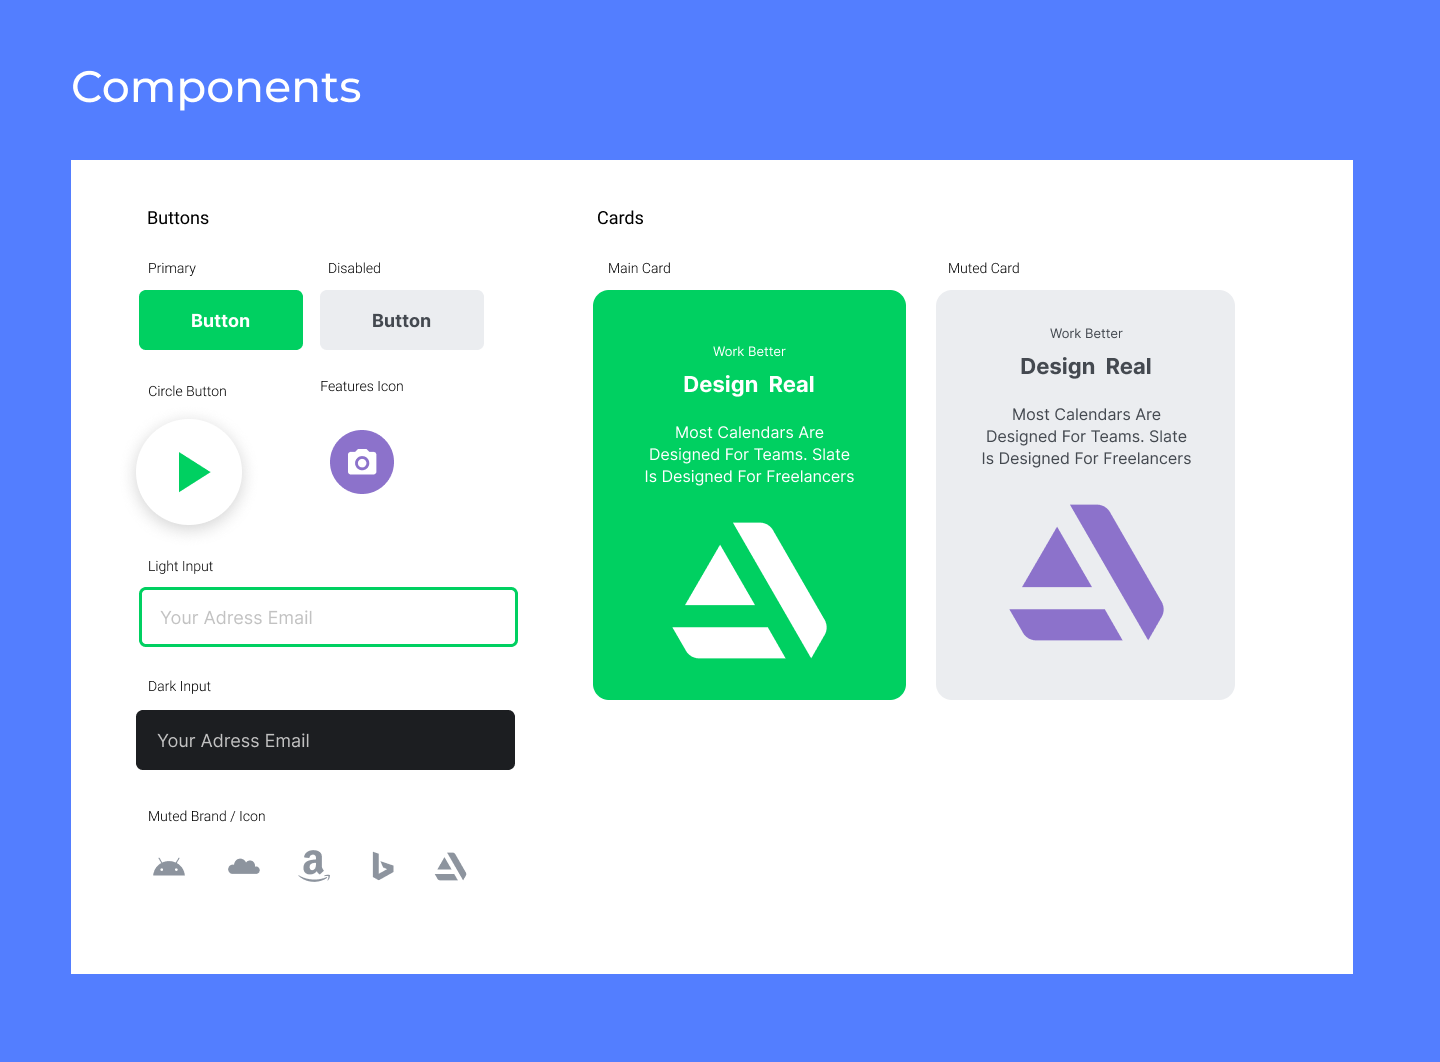 Components
Buttons
Primary
Disabled
Button
Button
Circle Button
Features Icon
Light Input
Your Adress Email
Dark Input
Your Adress Email
Muted Brand / Icon
Cards
Main Card
Work Better
Design Real
Most Calendars Are
Designed For Teams. Slate
Is Designed For Freelancers
Muted Card
Work Better
Design Real
Most Calendars Are
Designed For Teams. Slate
Is Designed For Freelancers